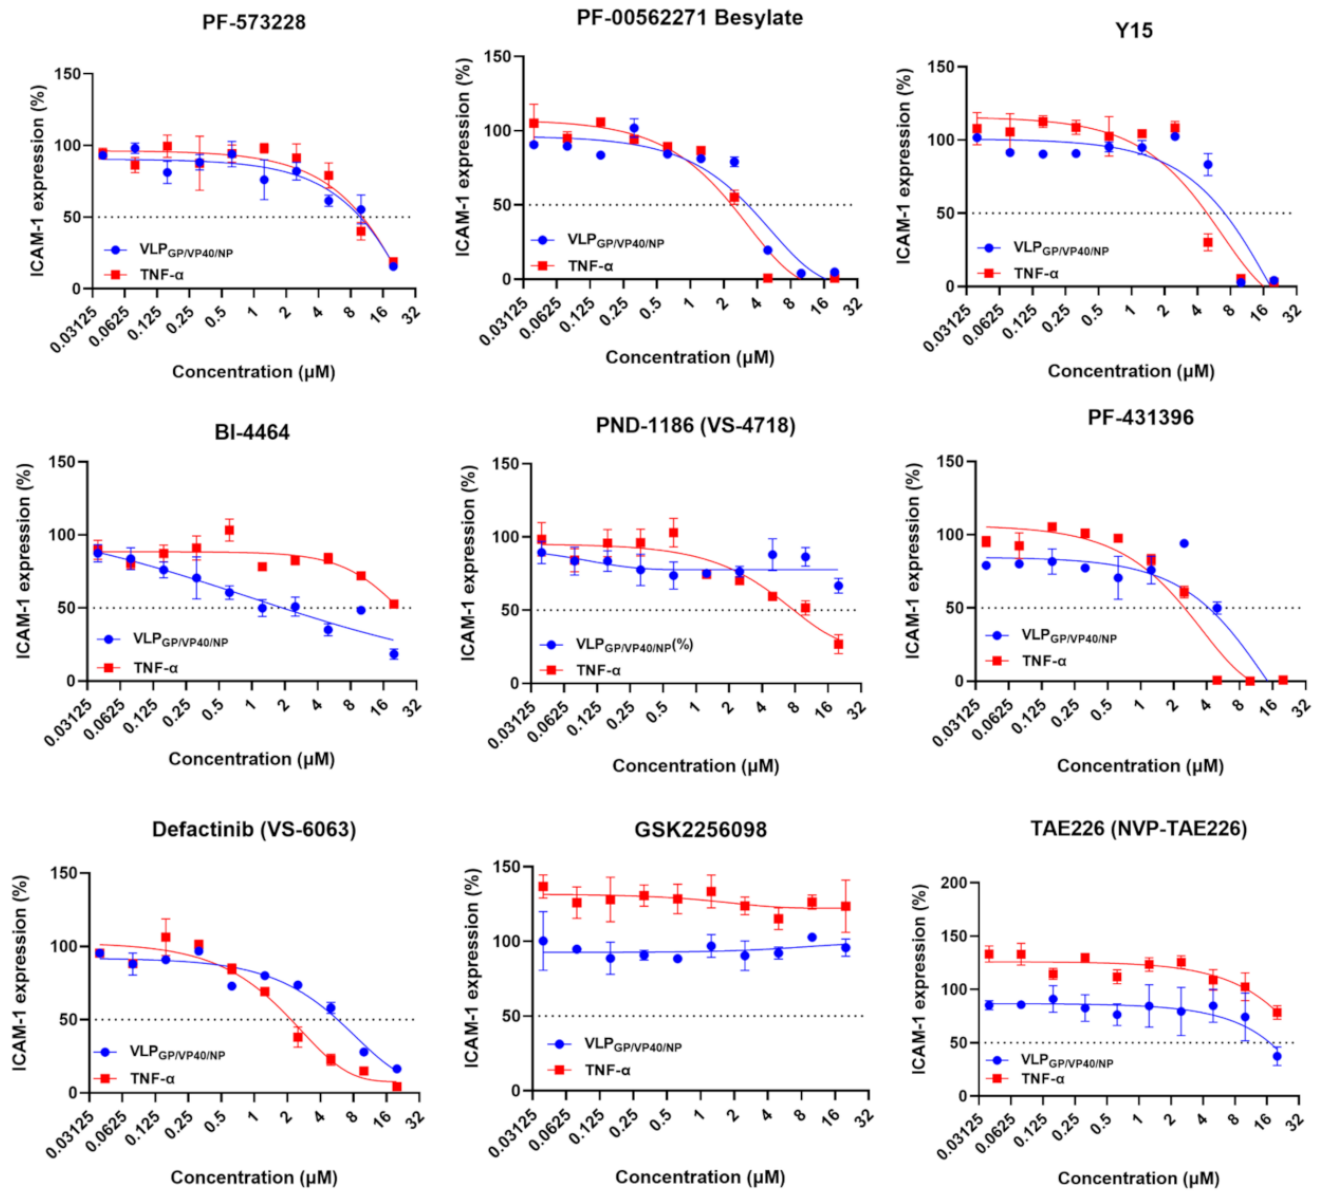 PF-573228
ICAM-1 expression (%)
150
100
50
0
VLPGP/VP40/NP
TNF-α
0.03125 0.0625 0.125 0.25 0.5 1 2 4 8 16 32
Concentration (μM)
PF-00562271 Besylate
ICAM-1 expression (%)
150
100
50
0
VLPGP/VP40/NP
TNF-α
0.03125 0.0625 0.125 0.25 0.5 1 2 4 8 16 32
Concentration (μM)
Y15
ICAM-1 expression (%)
150
100
50
0
VLPGP/VP40/NP
TNF-α
0.03125 0.0625 0.125 0.25 0.5 1 2 4 8 16 32
Concentration (μM)
BI-4464
ICAM-1 expression (%)
150
100
50
0
VLPGP/VP40/NP
TNF-α
0.03125 0.0625 0.125 0.25 0.5 1 2 4 8 16 32
Concentration (μM)
PND-1186 (VS-4718)
ICAM-1 expression (%)
150
100
50
0
VLPGP/VP40/NP(%)
TNF-α
0.03125 0.0625 0.125 0.25 0.5 1 2 4 8 16 32
Concentration (μM)
PF-431396
ICAM-1 expression (%)
150
100
50
0
VLPGP/VP40/NP
TNF-α
0.03125 0.0625 0.125 0.25 0.5 1 2 4 8 16 32
Concentration (μM)
Defactinib (VS-6063)
ICAM-1 expression (%)
150
100
50
0
VLPGP/VP40/NP
TNF-α
0.03125 0.0625 0.125 0.25 0.5 1 2 4 8 16 32
Concentration (μM)
GSK2256098
ICAM-1 expression (%)
150
100
50
0
VLPGP/VP40/NP
TNF-α
0.03125 0.0625 0.125 0.25 0.5 1 2 4 8 16 32
Concentration (μM)
TAE226 (NVP-TAE226)
ICAM-1 expression (%)
200
150
100
50
0
VLPGP/VP40/NP
TNF-α
0.03125 0.0625 0.125 0.25 0.5 1 2 4 8 16 32
Concentration (μM)